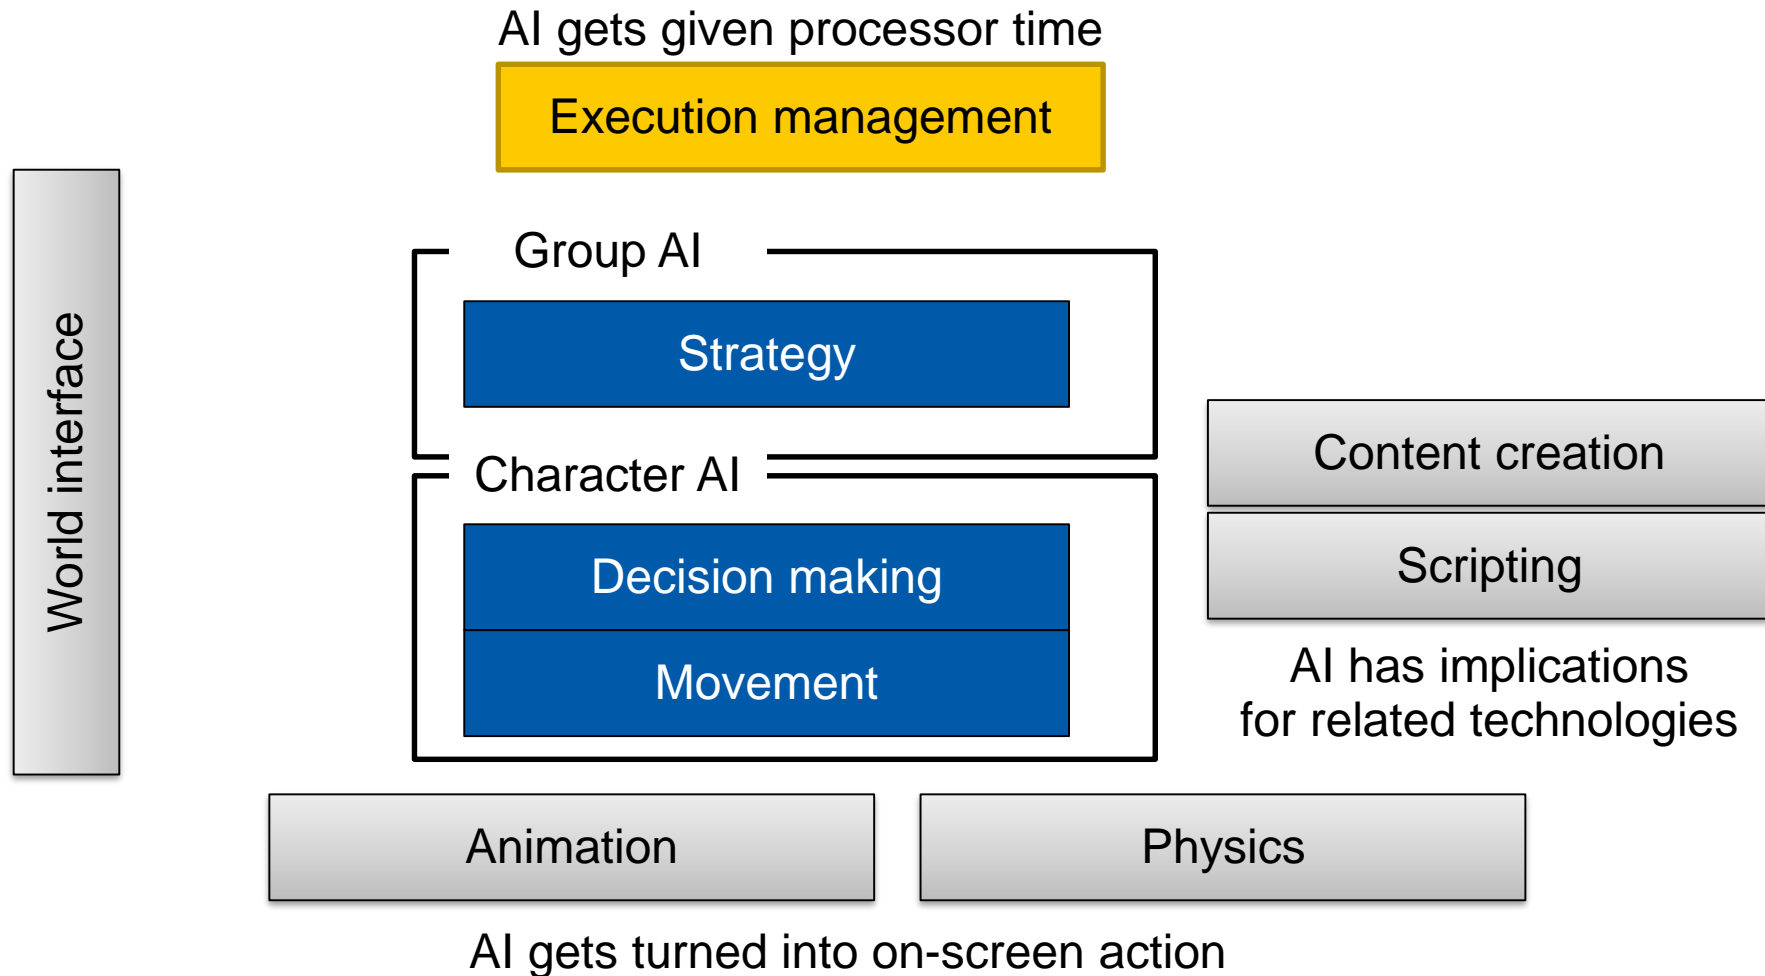 AI gets given processor time
Execution management
World interface
Group AI
Strategy
Character AI
Decision making
Movement
Content creation
Scripting
AI has implications
for related technologies
Animation
Physics
AI gets turned into on-screen action